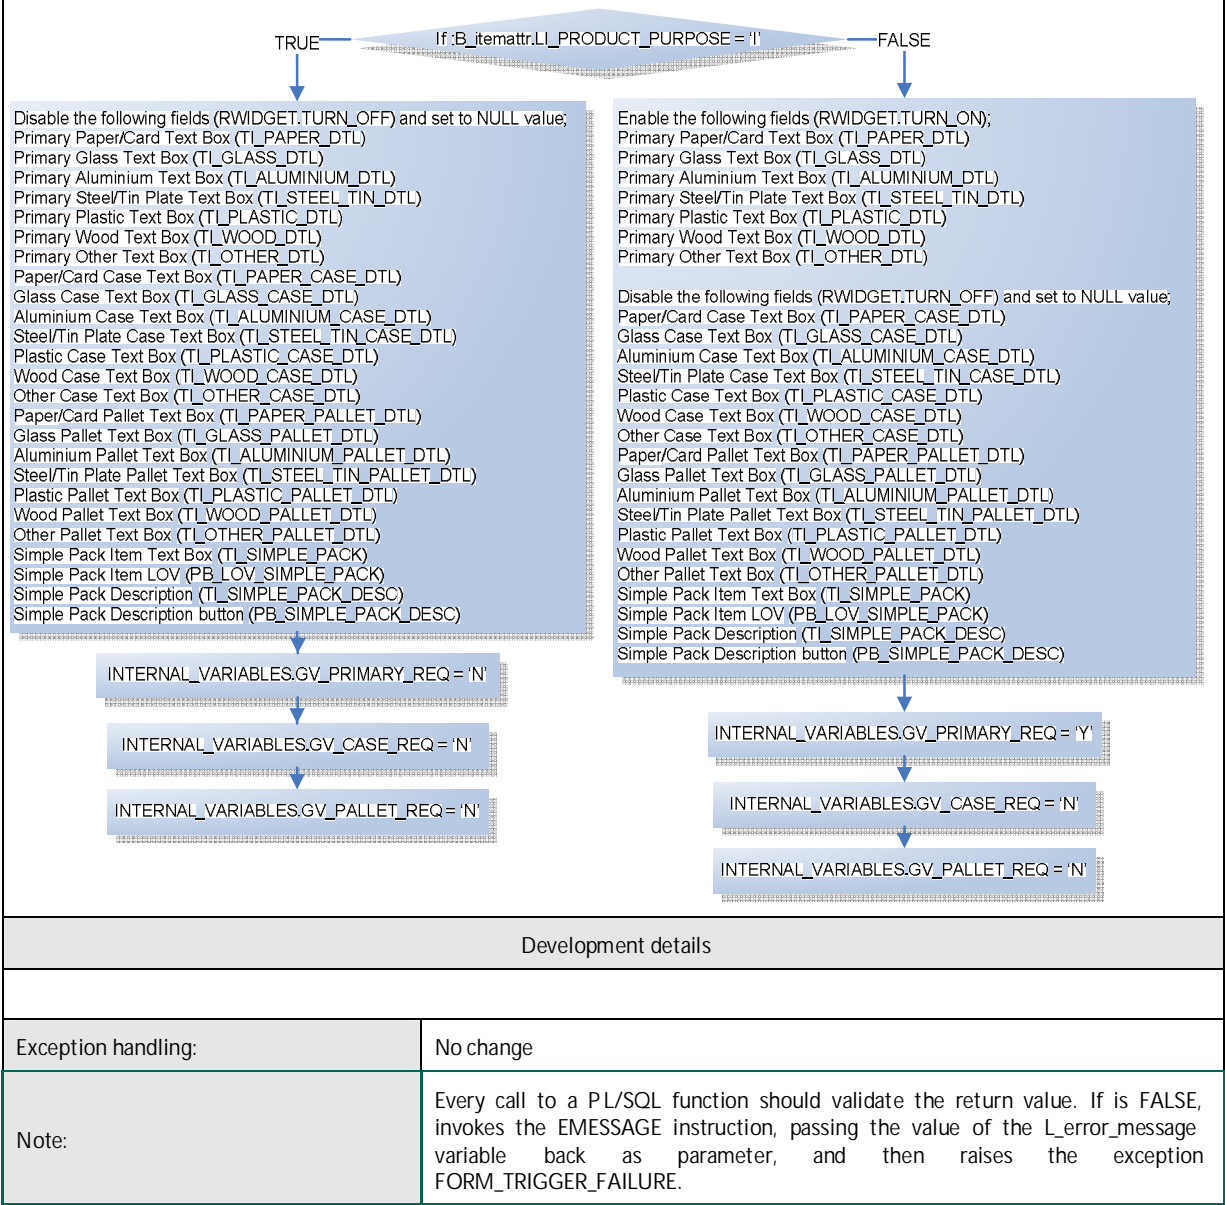 If :B_itemattr.LI_PRODUCT_PURPOSE = 'I'
TRUE
FALSE
Disable the following fields (RWIDGET.TURN_OFF) and set to NULL value;
Primary Paper/Card Text Box (TI_PAPER_DTL)
Primary Glass Text Box (TI_GLASS_DTL)
Primary Aluminium Text Box (TI_ALUMINIUM_DTL)
Primary Steel/Tin Plate Text Box (TI_STEEL_TIN_DTL)
Primary Plastic Text Box (TI_PLASTIC_DTL)
Primary Wood Text Box (TI_WOOD_DTL)
Primary Other Text Box (TI_OTHER_DTL)
Paper/Card Case Text Box (TI_PAPER_CASE_DTL)
Glass Case Text Box (TI_GLASS_CASE_DTL)
Aluminium Case Text Box (TI_ALUMINIUM_CASE_DTL)
Steel/Tin Plate Case Text Box (TI_STEEL_TIN_CASE_DTL)
Plastic Case Text Box (TI_PLASTIC_CASE_DTL)
Wood Case Text Box (TI_WOOD_CASE_DTL)
Other Case Text Box (TI_OTHER_CASE_DTL)
Paper/Card Pallet Text Box (TI_PAPER_PALLET_DTL)
Glass Pallet Text Box (TI_GLASS_PALLET_DTL)
Aluminium Pallet Text Box (TI_ALUMINIUM_PALLET_DTL)
Steel/Tin Plate Pallet Text Box (TI_STEEL_TIN_PALLET_DTL)
Plastic Pallet Text Box (TI_PLASTIC_PALLET_DTL)
Wood Pallet Text Box (TI_WOOD_PALLET_DTL)
Other Pallet Text Box (TI_OTHER_PALLET_DTL)
Simple Pack Item Text Box (TI_SIMPLE_PACK)
Simple Pack Item LOV (PB_LOV_SIMPLE_PACK)
Simple Pack Description (TI_SIMPLE_PACK_DESC)
Simple Pack Description button (PB_SIMPLE_PACK_DESC)
INTERNAL_VARIABLES.GV_PRIMARY_REQ = 'N'
INTERNAL_VARIABLES.GV_CASE_REQ = 'N'
INTERNAL_VARIABLES.GV_PALLET_REQ = 'N'
Enable the following fields (RWIDGET.TURN_ON);
Primary Paper/Card Text Box (TI_PAPER_DTL)
Primary Glass Text Box (TI_GLASS_DTL)
Primary Aluminium Text Box (TI_ALUMINIUM_DTL)
Primary Steel/Tin Plate Text Box (TI_STEEL_TIN_DTL)
Primary Plastic Text Box (TI_PLASTIC_DTL)
Primary Wood Text Box (TI_WOOD_DTL)
Primary Other Text Box (TI_OTHER_DTL)
Disable the following fields (RWIDGET.TURN_OFF) and set to NULL value;
Paper/Card Case Text Box (TI_PAPER_CASE_DTL)
Glass Case Text Box (TI_GLASS_CASE_DTL)
Aluminium Case Text Box (TI_ALUMINIUM_CASE_DTL)
Steel/Tin Plate Case Text Box (TI_STEEL_TIN_CASE_DTL)
Plastic Case Text Box (TI_PLASTIC_CASE_DTL)
Wood Case Text Box (TI_WOOD_CASE_DTL)
Other Case Text Box (TI_OTHER_CASE_DTL)
Paper/Card Pallet Text Box (TI_PAPER_PALLET_DTL)
Glass Pallet Text Box (TI_GLASS_PALLET_DTL)
Aluminium Pallet Text Box (TI_ALUMINIUM_PALLET_DTL)
Steel/Tin Plate Pallet Text Box (TI_STEEL_TIN_PALLET_DTL)
Plastic Pallet Text Box (TI_PLASTIC_PALLET_DTL)
Wood Pallet Text Box (TI_WOOD_PALLET_DTL)
Other Pallet Text Box (TI_OTHER_PALLET_DTL)
Simple Pack Item Text Box (TI_SIMPLE_PACK)
Simple Pack Item LOV (PB_LOV_SIMPLE_PACK)
Simple Pack Description (TI_SIMPLE_PACK_DESC)
Simple Pack Description button (PB_SIMPLE_PACK_DESC)
INTERNAL_VARIABLES.GV_PRIMARY_REQ = 'Y'
INTERNAL_VARIABLES.GV_CASE_REQ = 'N'
INTERNAL_VARIABLES.GV_PALLET_REQ = 'N'
Development details
Exception handling:
No change
Note:
Every call to a PL/SQL function should validate the return value. If is FALSE,
invokes the EMESSAGE instruction, passing the value of the L_error_message
variable back as parameter, and then raises the exception
FORM_TRIGGER_FAILURE.